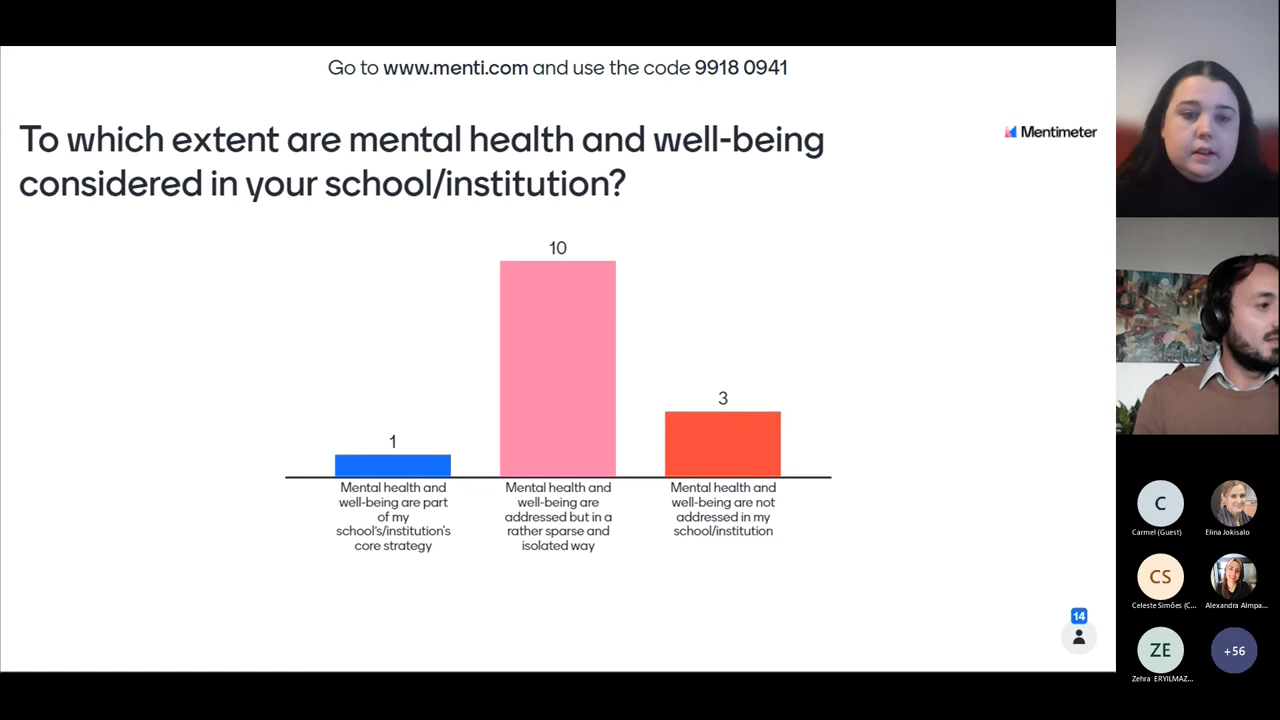 Go to www.menti.com and use the code 9918 0941
To which extent are mental health and well-being
considered in your school/institution?
Mentimeter
10
3
1
Mental health and
well-being are part
of my
school's/institution's
core strategy
Mental health and
well-being are
addressed but in a
rather sparse and
isolated way
Mental health and
well-being are not
addressed in my
school/institution
14
C
Carmel (Guest)
Elina Jokisalo
CS
Celeste Simões (C...
Alexandra Almpa...
ZE
Zehra ERYILMAZ...
+56